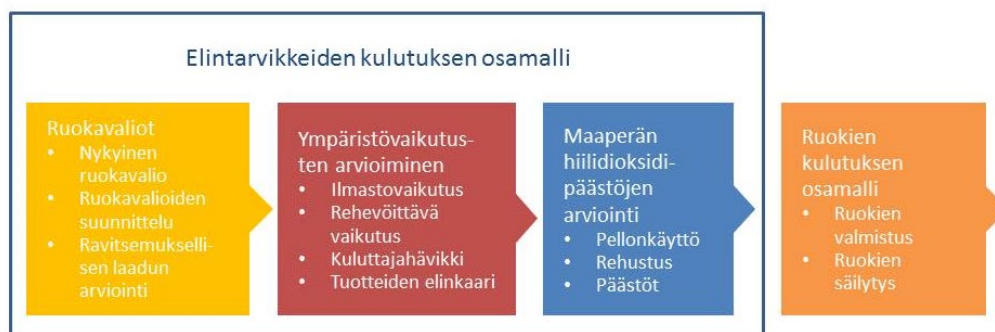 Elintarvikkeiden kulutuksen osamalli
Ruokavaliot
• Nykyinen
ruokavalio
• Ruokavalioiden
suunnittelu
• Ravitsemukselli-
sen laadun
arviointi
Ympäristövaikutus-
ten arvioiminen
• Ilmastovaikutus
• Rehevöittävä
vaikutus
• Kuluttajahävikki
• Tuotteiden elinkaari
Maaperän
hiilidioksidi-
päästöjen
arviointi
• Pellonkäyttö
• Rehustus
• Päästöt
Ruokien
kulutuksen
osamalli
• Ruokien
valmistus
• Ruokien
säilytys